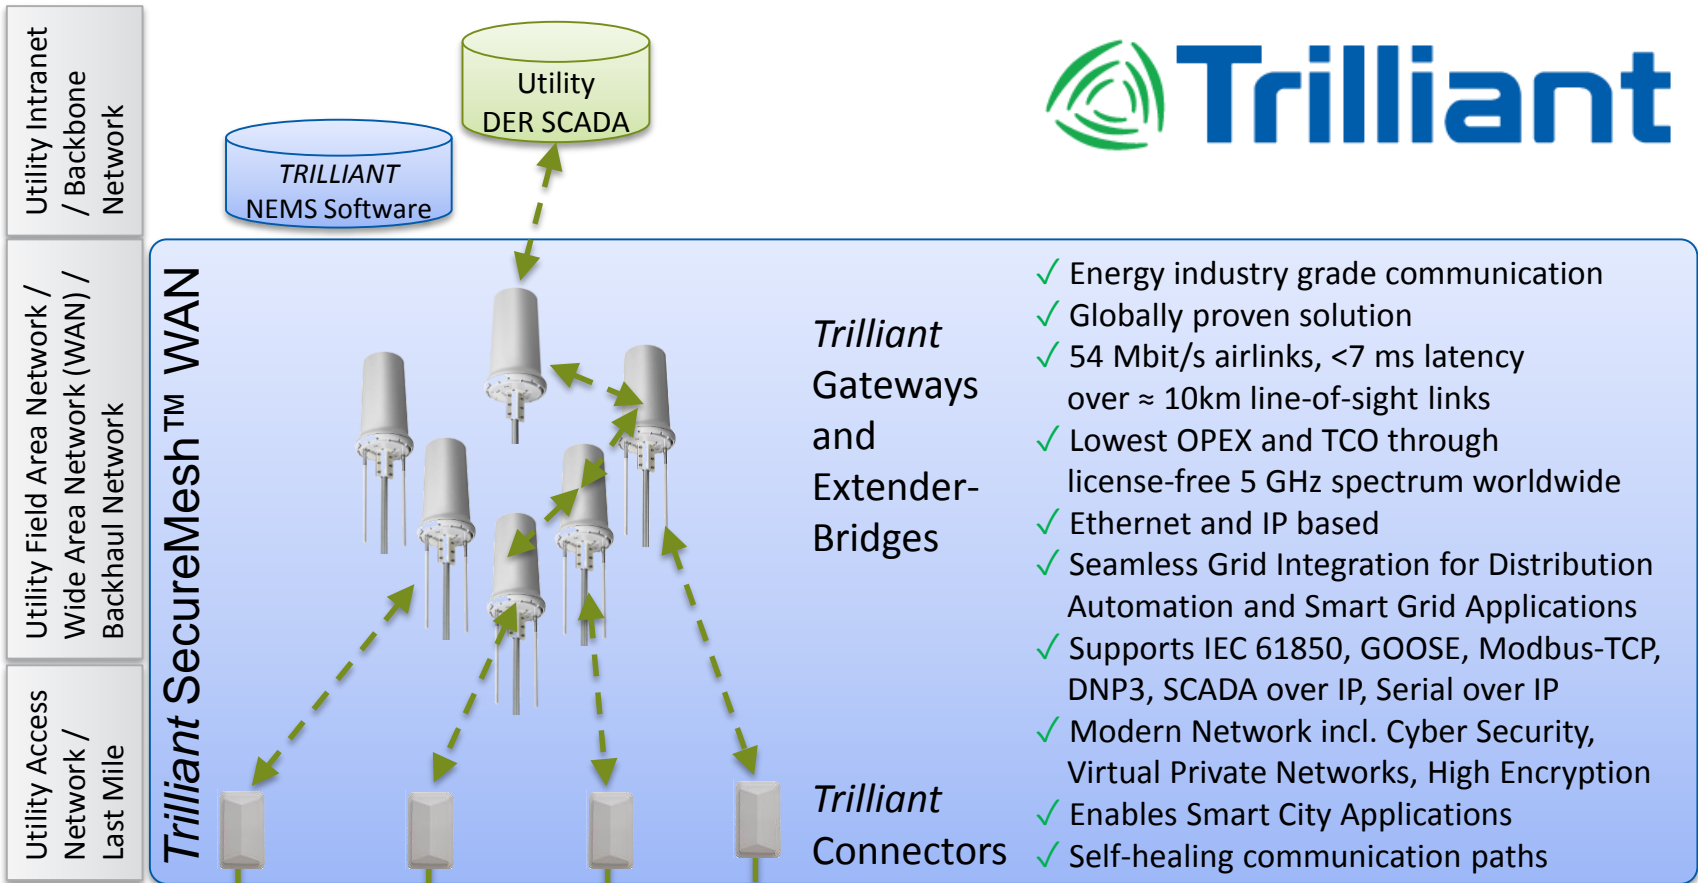 Utility Intranet
/ Backbone
Network
Utility Field Area Network /
Wide Area Network (WAN) /
Backhaul Network
Utility Access
Network /
Last Mile
Utility
DER SCADA
TRILLIANT
NEMS Software
Trilliant
Trilliant SecureMesh™ WAN
Trilliant
Gateways
and
Extender-
Bridges
Trilliant
Connectors
✓ Energy industry grade communication
✓ Globally proven solution
✓ 54 Mbit/s airlinks, <7 ms latency
over ≈ 10km line-of-sight links
✓ Lowest OPEX and TCO through
license-free 5 GHz spectrum worldwide
✓ Ethernet and IP based
✓ Seamless Grid Integration for Distribution
Automation and Smart Grid Applications
✓ Supports IEC 61850, GOOSE, Modbus-TCP,
DNP3, SCADA over IP, Serial over IP
✓ Modern Network incl. Cyber Security,
Virtual Private Networks, High Encryption
✓ Enables Smart City Applications
✓ Self-healing communication paths